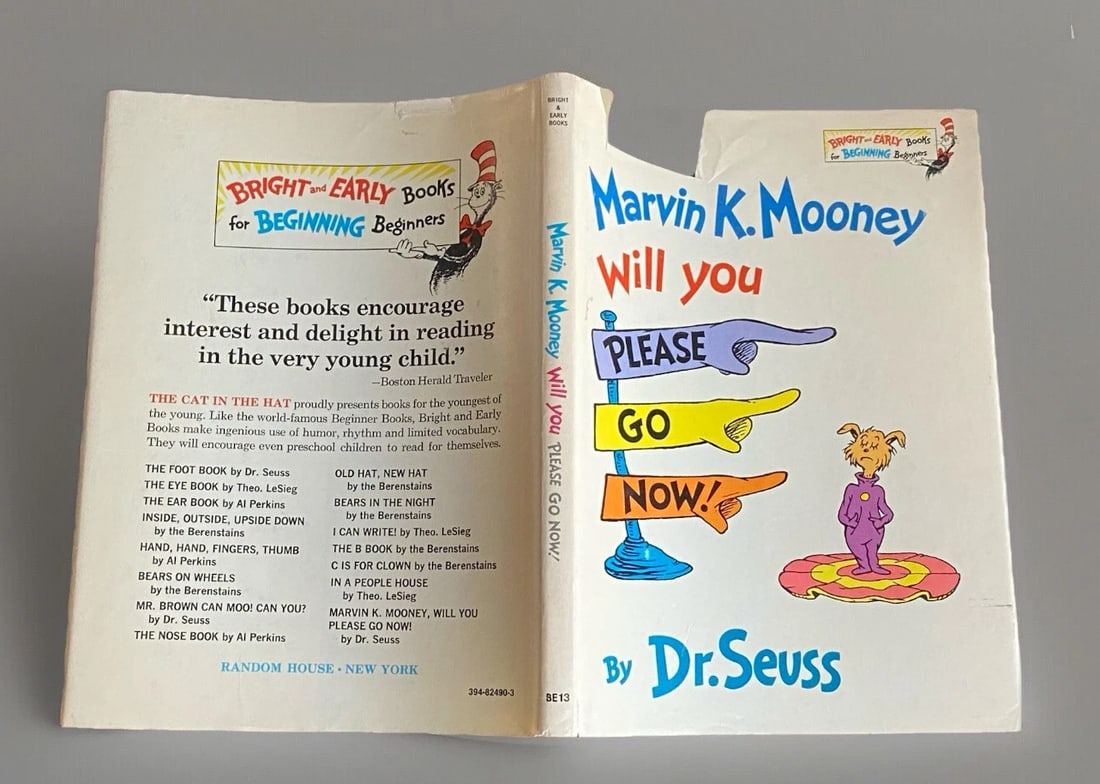 BRIGHT and EARLY Books
for BEGINNING Beginners
“These books encourage
interest and delight in reading
in the very young child.”
—Boston Herald Traveler
THE CAT IN THE HAT proudly presents books for the youngest of
the young. Like the world-famous Beginner Books, Bright and Early
Books make ingenious use of humor, rhythm and limited vocabulary.
They will encourage even preschool children to read for themselves.
THE FOOT BOOK by Dr. Seuss
THE EYE BOOK by Theo. LeSieg
THE EAR BOOK by Al Perkins
INSIDE, OUTSIDE, UPSIDE DOWN
by the Berenstains
HAND, HAND, FINGERS, THUMB
by Al Perkins
BEARS ON WHEELS
by the Berenstains
MR. BROWN CAN MOO! CAN YOU?
by Dr. Seuss
THE NOSE BOOK by Al Perkins
OLD HAT, NEW HAT
by the Berenstains
BEARS IN THE NIGHT
by the Berenstains
I CAN WRITE! by Theo. LeSieg
THE B BOOK by the Berenstains
C IS FOR CLOWN by the Berenstains
IN A PEOPLE HOUSE
by Theo. LeSieg
MARVIN K. MOONEY, WILL YOU
PLEASE GO NOW!
by Dr. Seuss
RANDOM HOUSE · NEW YORK
394-82490-3
BRIGHT
&
EARLY
BOOKS
Marvin K. Mooney Will you PLEASE GO NOW!
BE13
BRIGHT and EARLY Books
for BEGINNING Beginners
Marvin K. Mooney
Will you
PLEASE
GO
NOW!
By Dr. Seuss